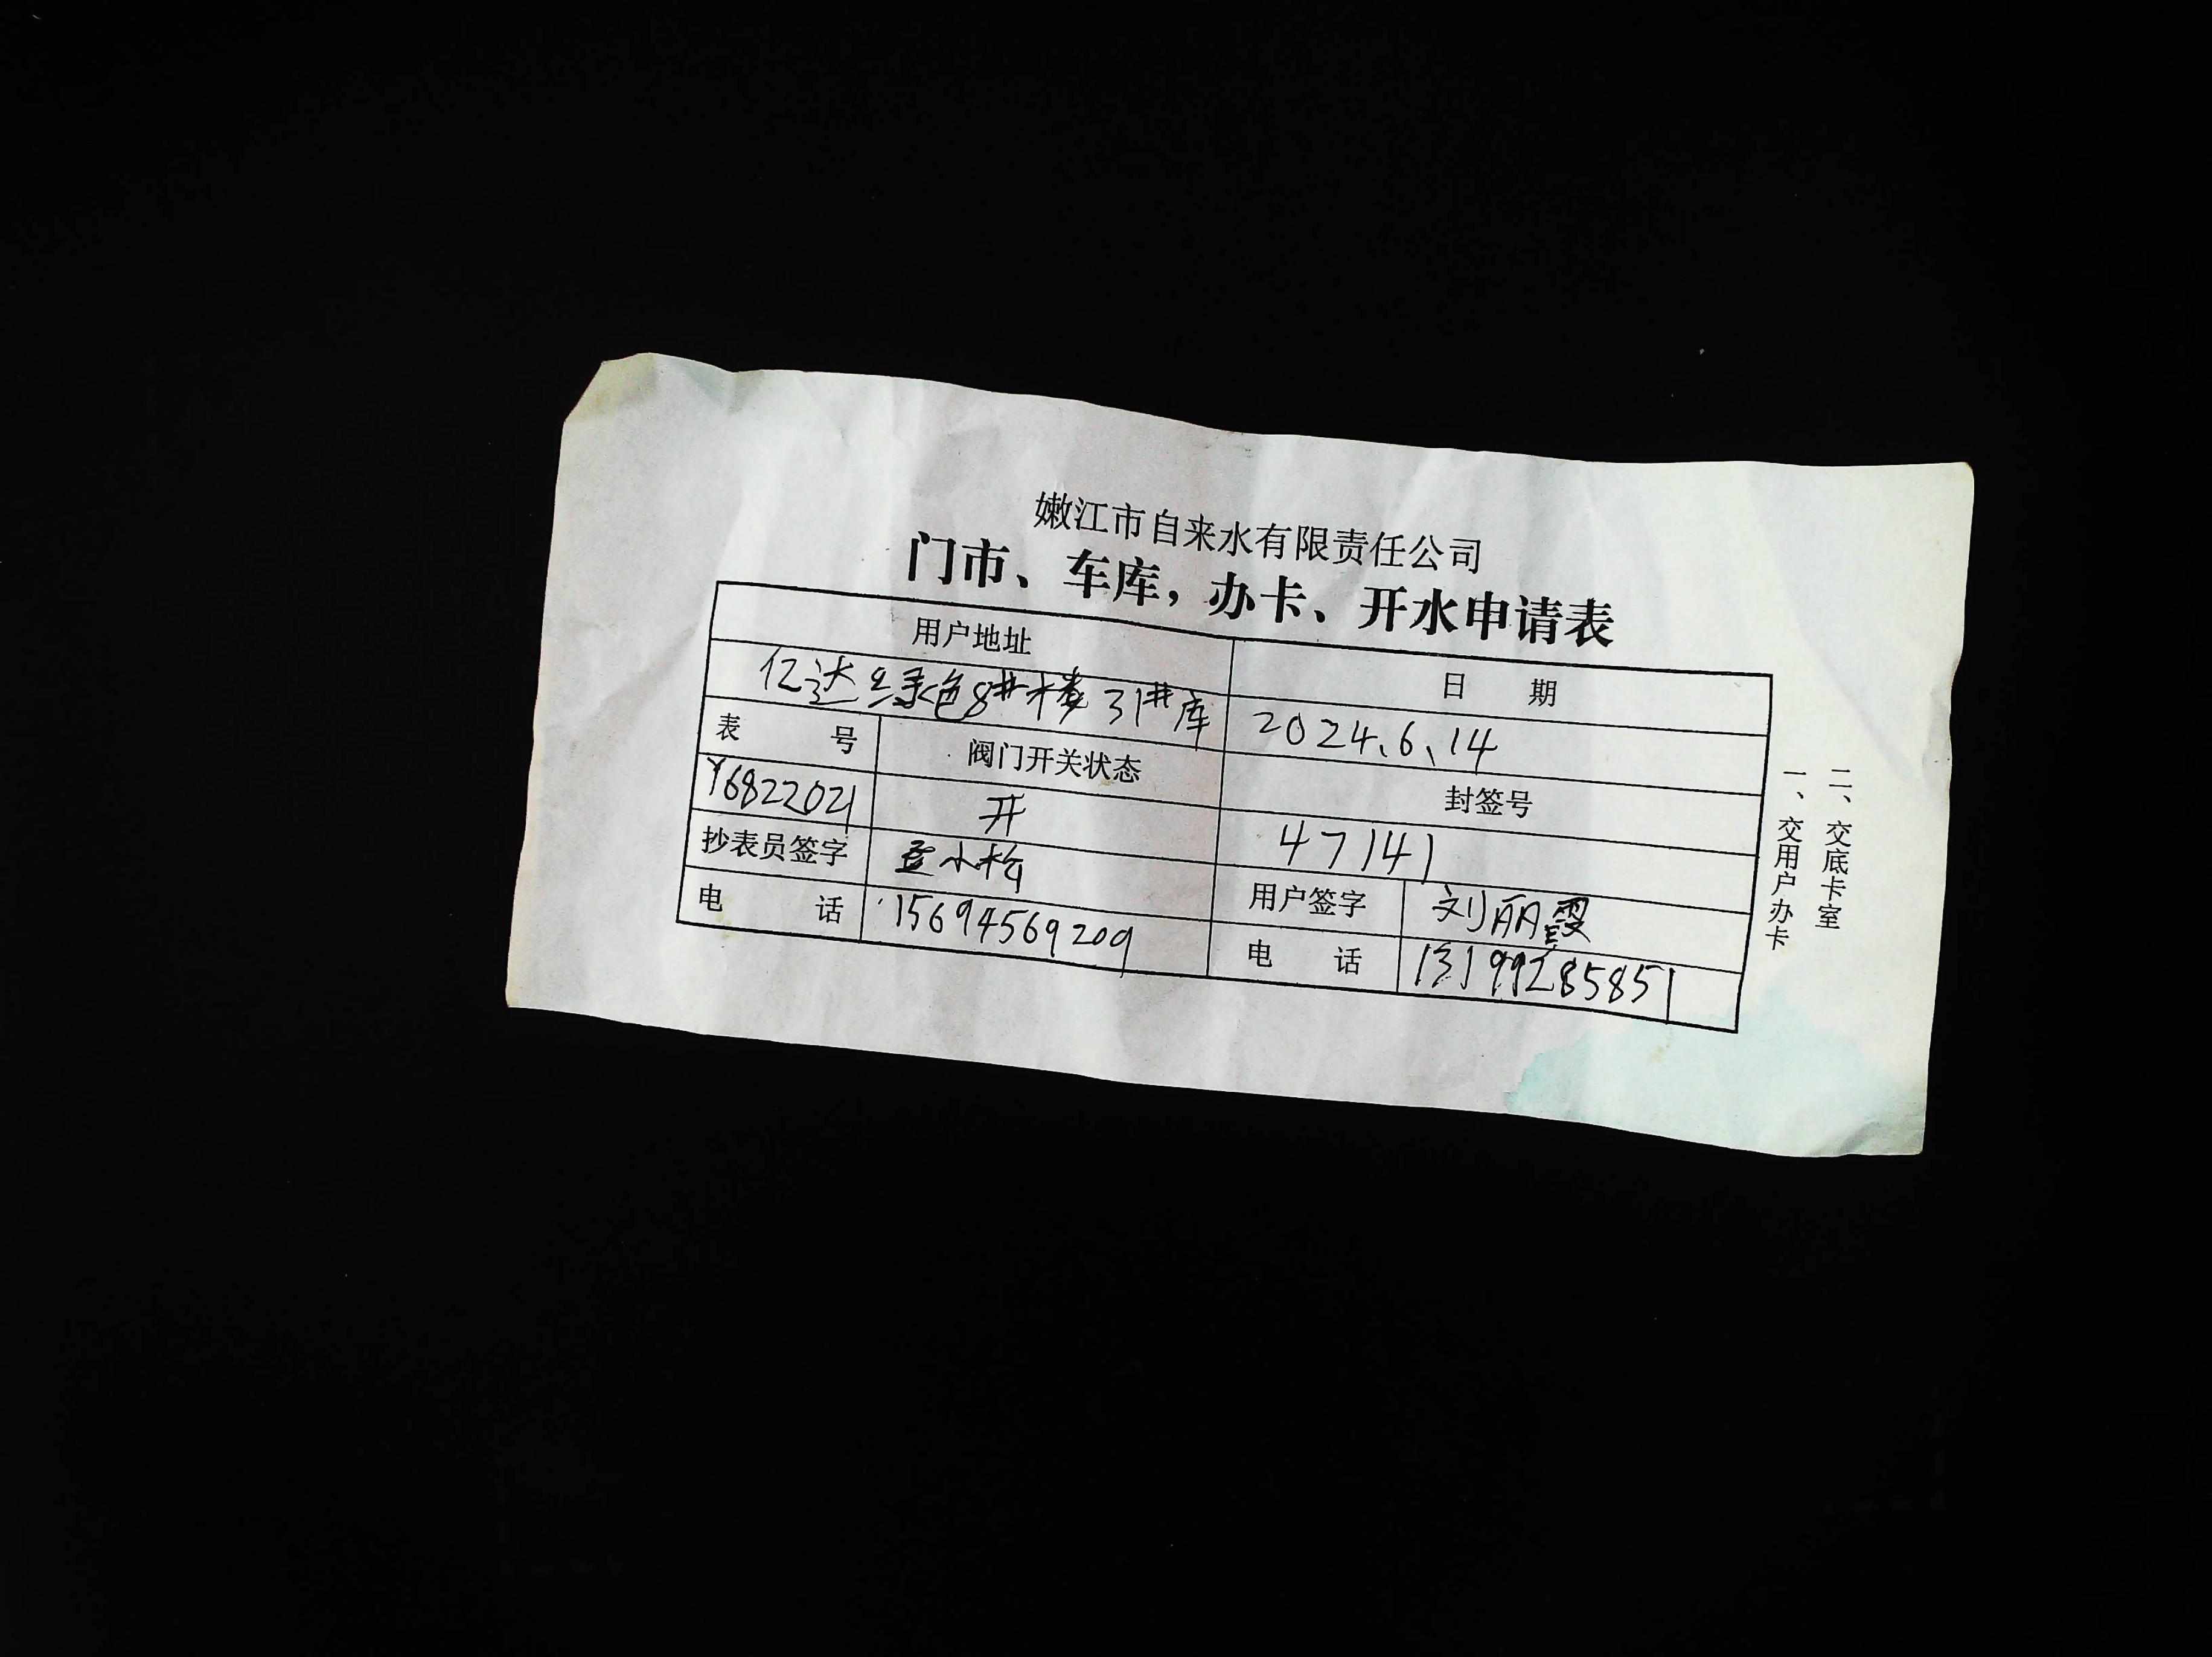 嫩江市自来水有限责任公司
门市、车库，办卡、开水申请表
用户地址 日期
亿达绿色8#楼31#库 2024.6.14
表号 阀门开关状态 封签号
Y6822021 开 47141
抄表员签字 小松 用户签字 刘丽霞
电话 15694569209 电话 13199285851
一、交用户办卡
二、交底卡室